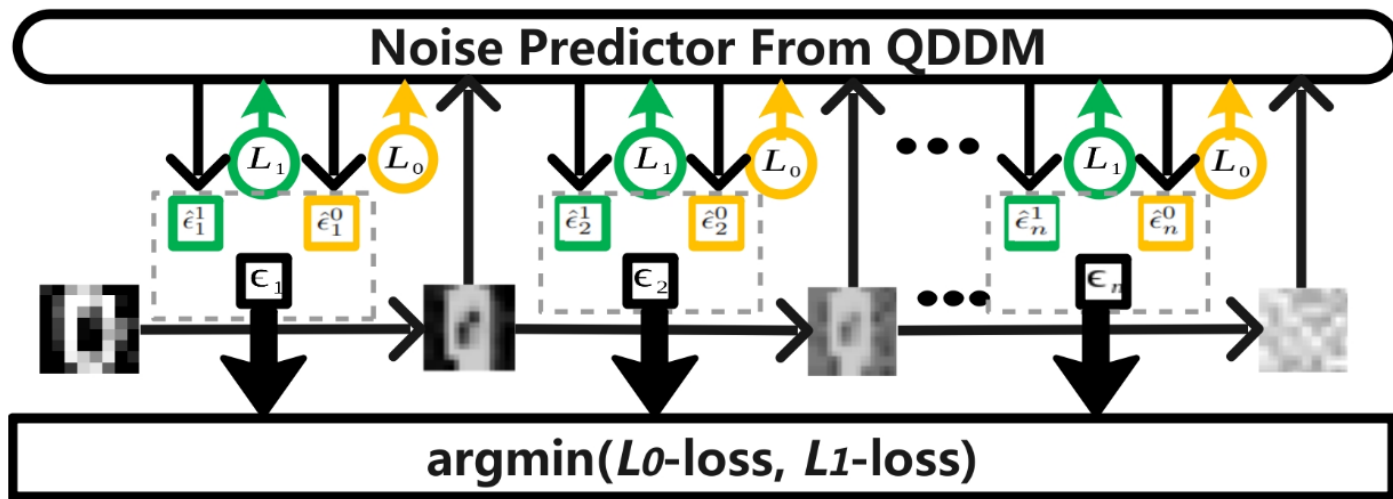 Noise Predictor From QDDM
L₁ L₀ L₁ L₀ ••• L₁ L₀
ε̂₁¹ ε̂₁⁰ ε̂₂¹ ε̂₂⁰ ε̂ₙ¹ ε̂ₙ⁰
ϵ₁ ϵ₂ ••• ϵₙ
argmin(L0-loss, L1-loss)